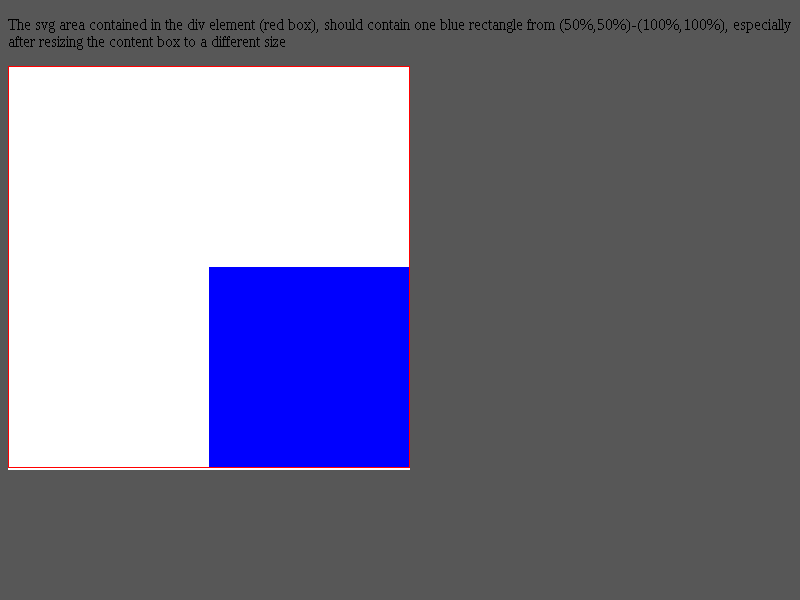 The svg area contained in the div element (red box), should contain one blue rectangle from (50%,50%)-(100%,100%), especially
after resizing the content box to a different size